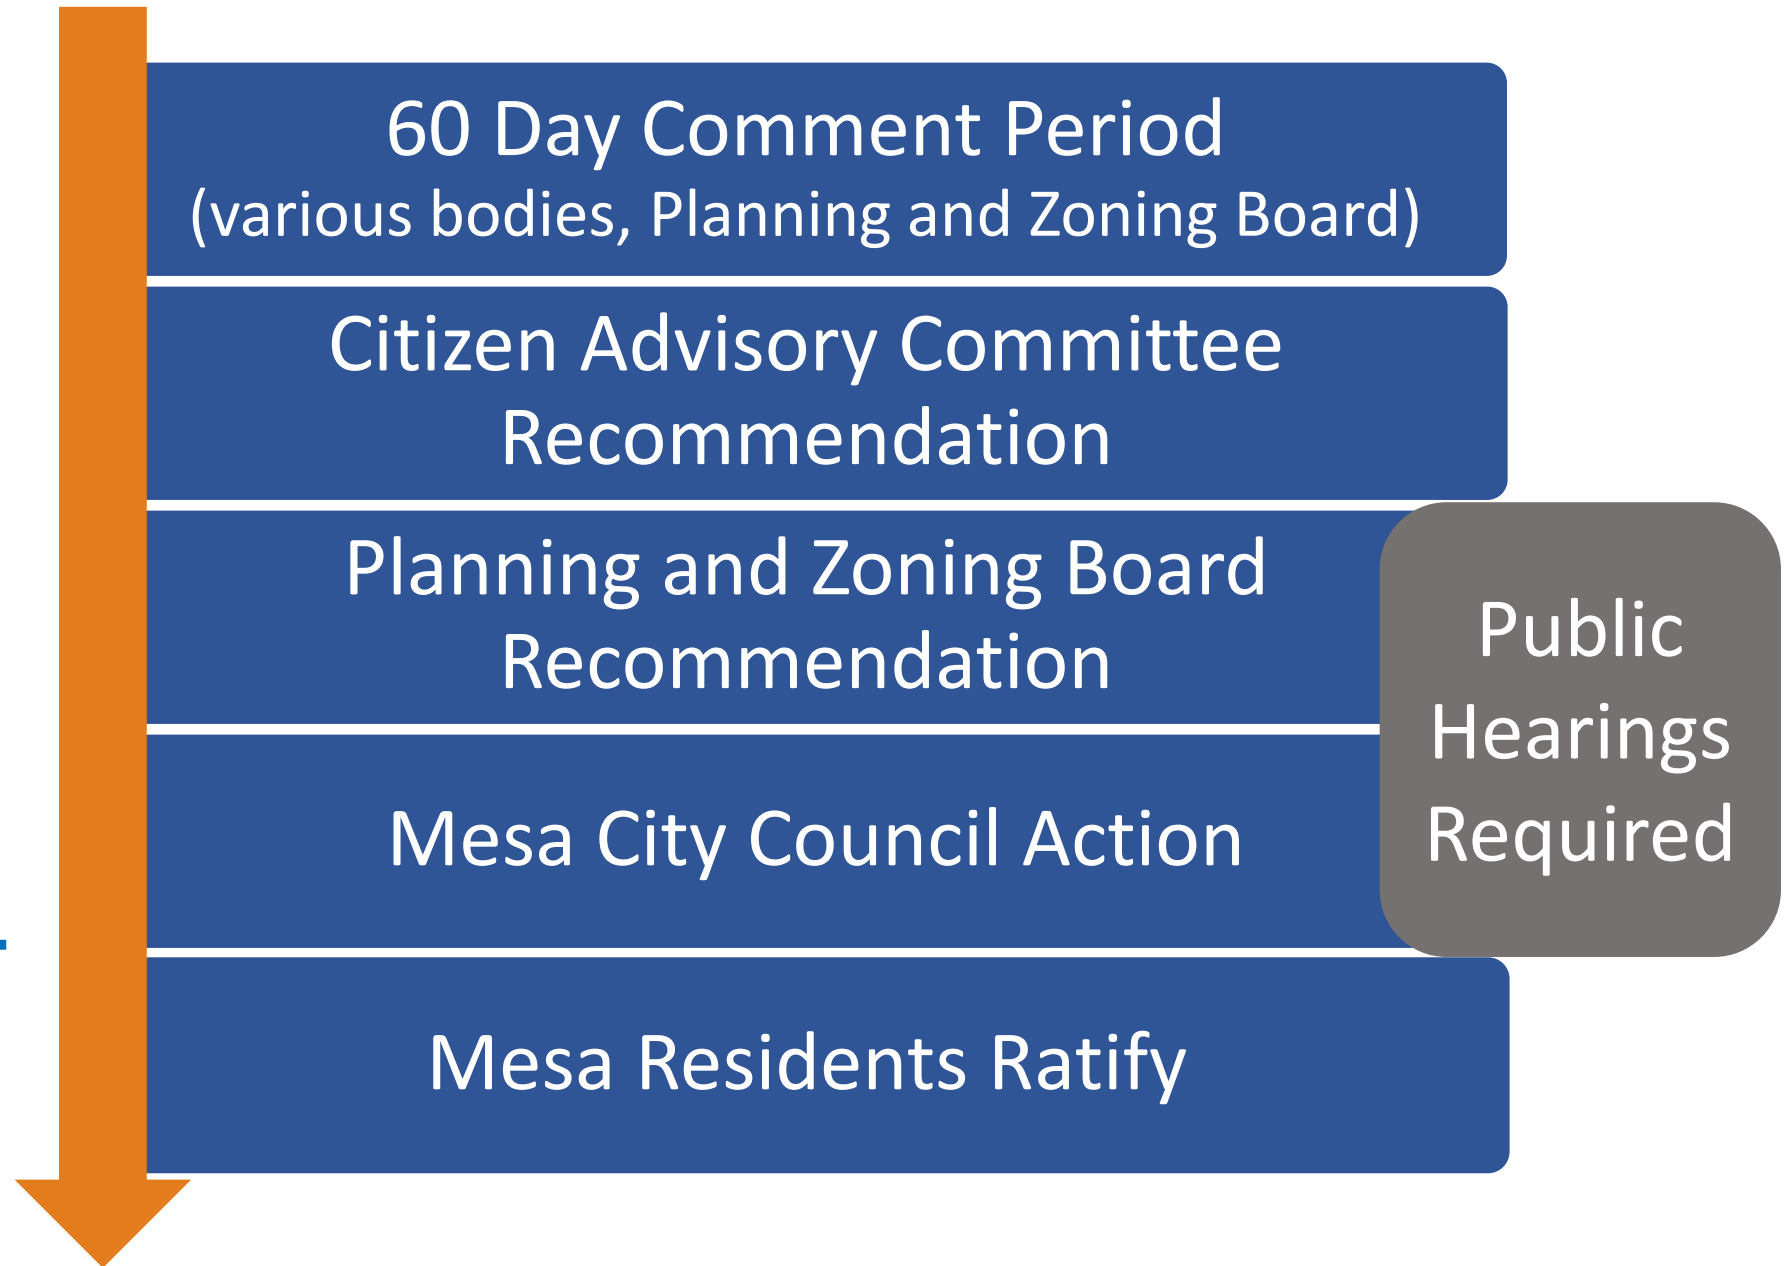 60 Day Comment Period
(various bodies, Planning and Zoning Board)
Citizen Advisory Committee
Recommendation
Planning and Zoning Board
Recommendation
Mesa City Council Action
Mesa Residents Ratify
Public
Hearings
Required